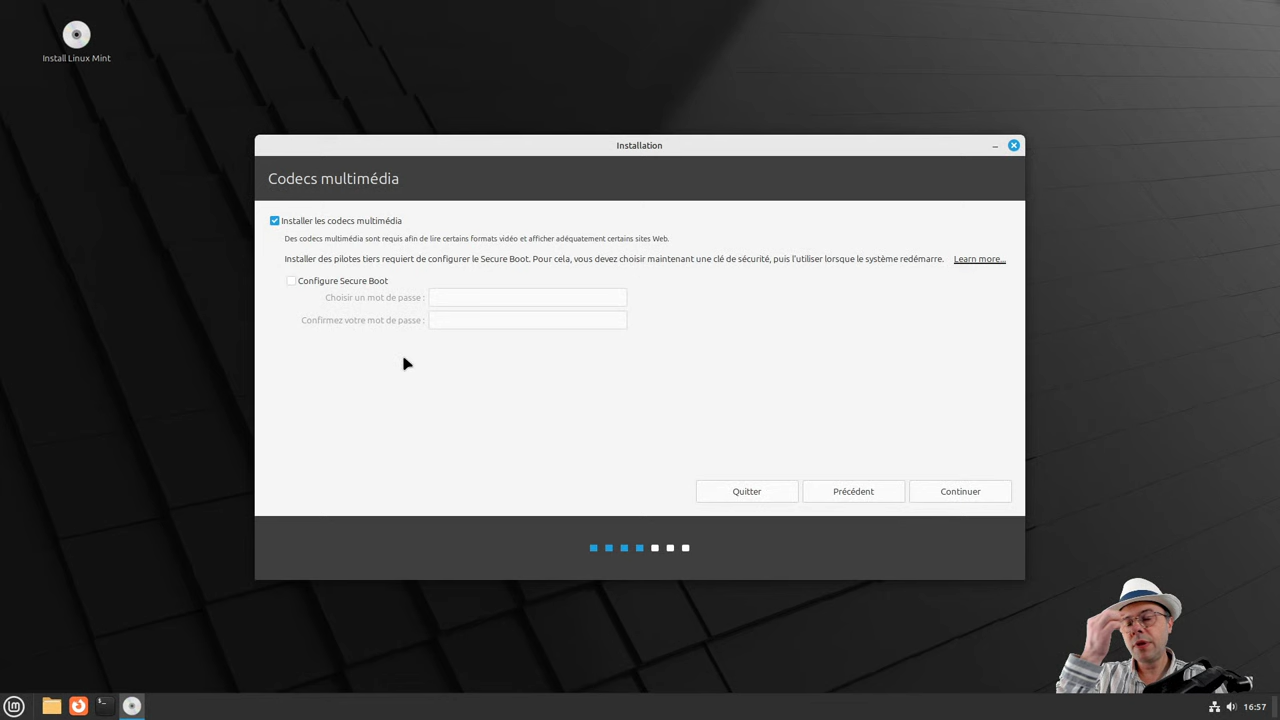 Install Linux Mint
Installation
Codecs multimédia
Installer les codecs multimédia
Des codecs multimédia sont requis afin de lire certains formats vidéo et afficher adéquatement certains sites Web.
Installer des pilotes tiers requiert de configurer le Secure Boot. Pour cela, vous devez choisir maintenant une clé de sécurité, puis l'utiliser lorsque le système redémarre. Learn more...
Configure Secure Boot
Choisir un mot de passe :
Confirmez votre mot de passe :
Quitter Précédent Continuer
16:57